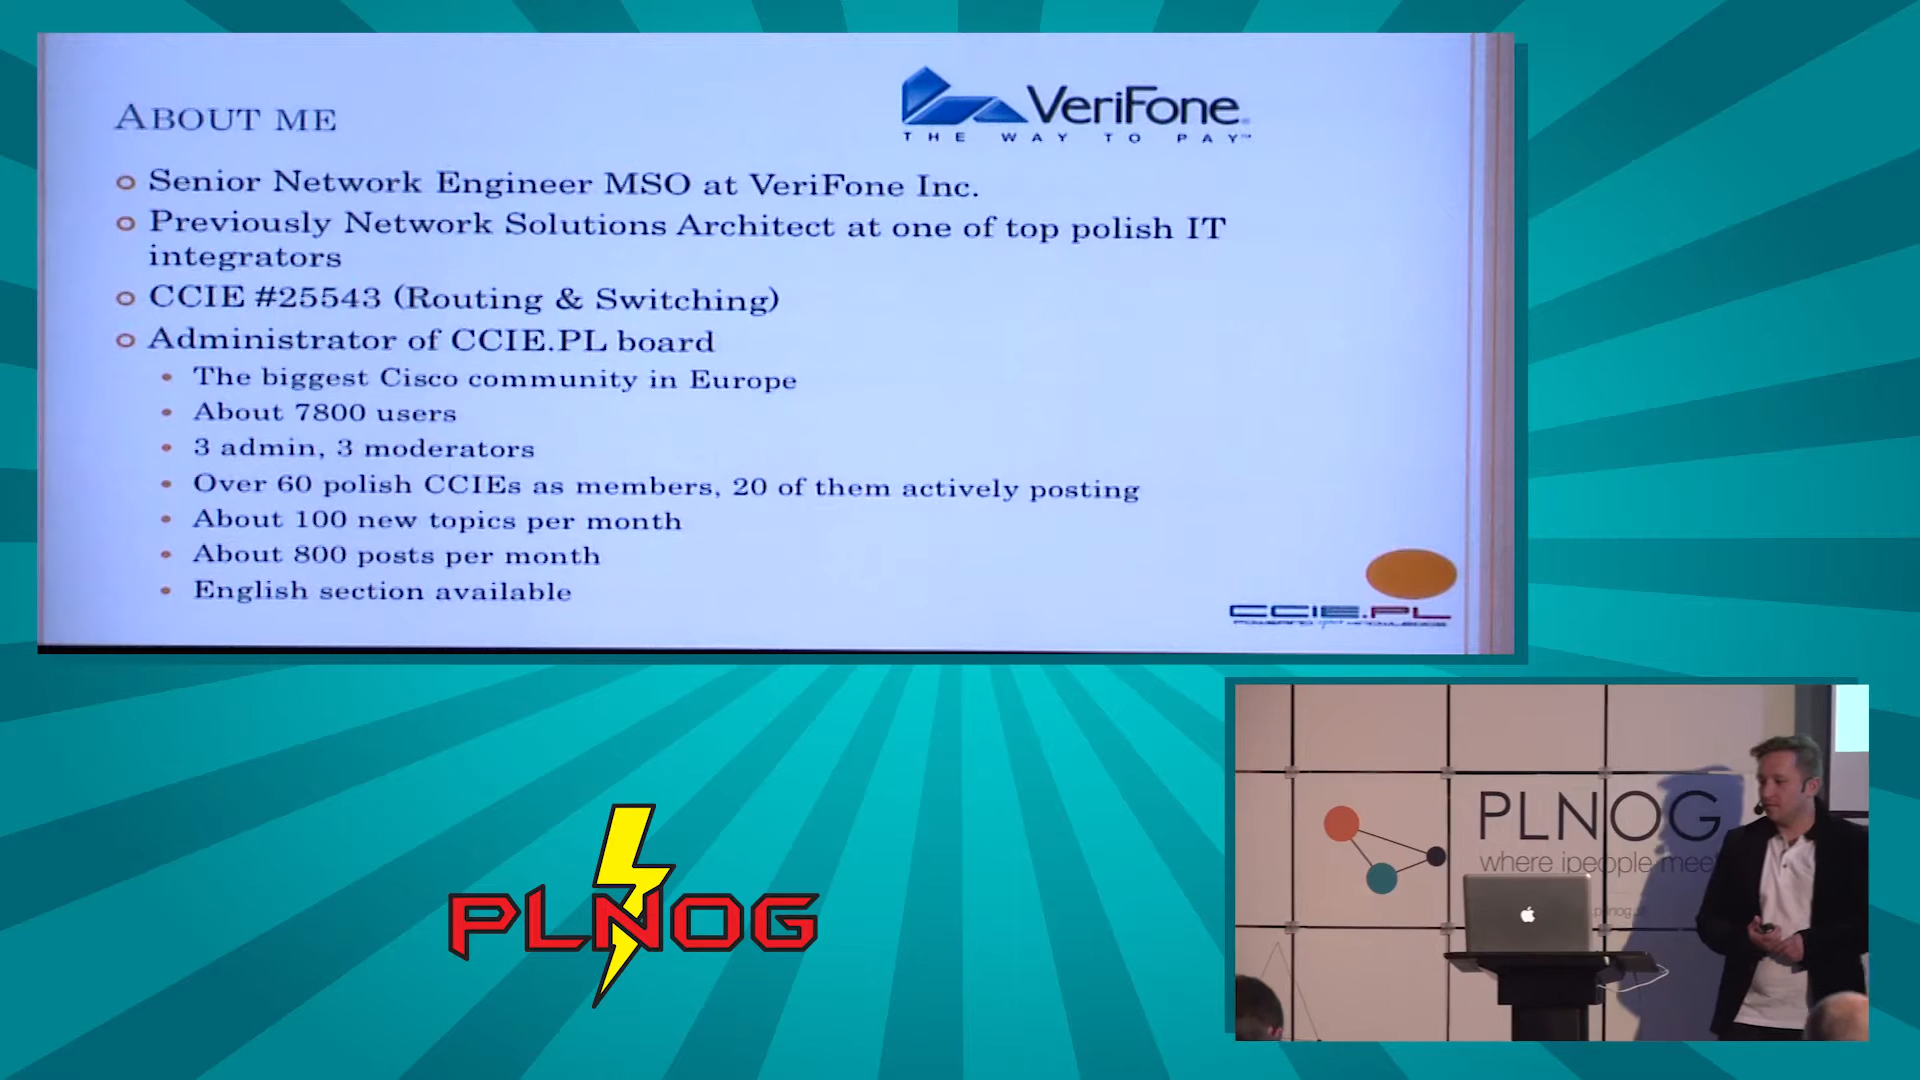 ABOUT ME
VeriFone
THE WAY TO PAY™
Senior Network Engineer MSO at VeriFone Inc.
Previously Network Solutions Architect at one of top polish IT
integrators
CCIE #25543 (Routing & Switching)
Administrator of CCIE.PL board
The biggest Cisco community in Europe
About 7800 users
3 admin, 3 moderators
Over 60 polish CCIEs as members, 20 of them actively posting
About 100 new topics per month
About 800 posts per month
English section available
CCIE.PL
PLNOG
PLNOG
where ipeople meet